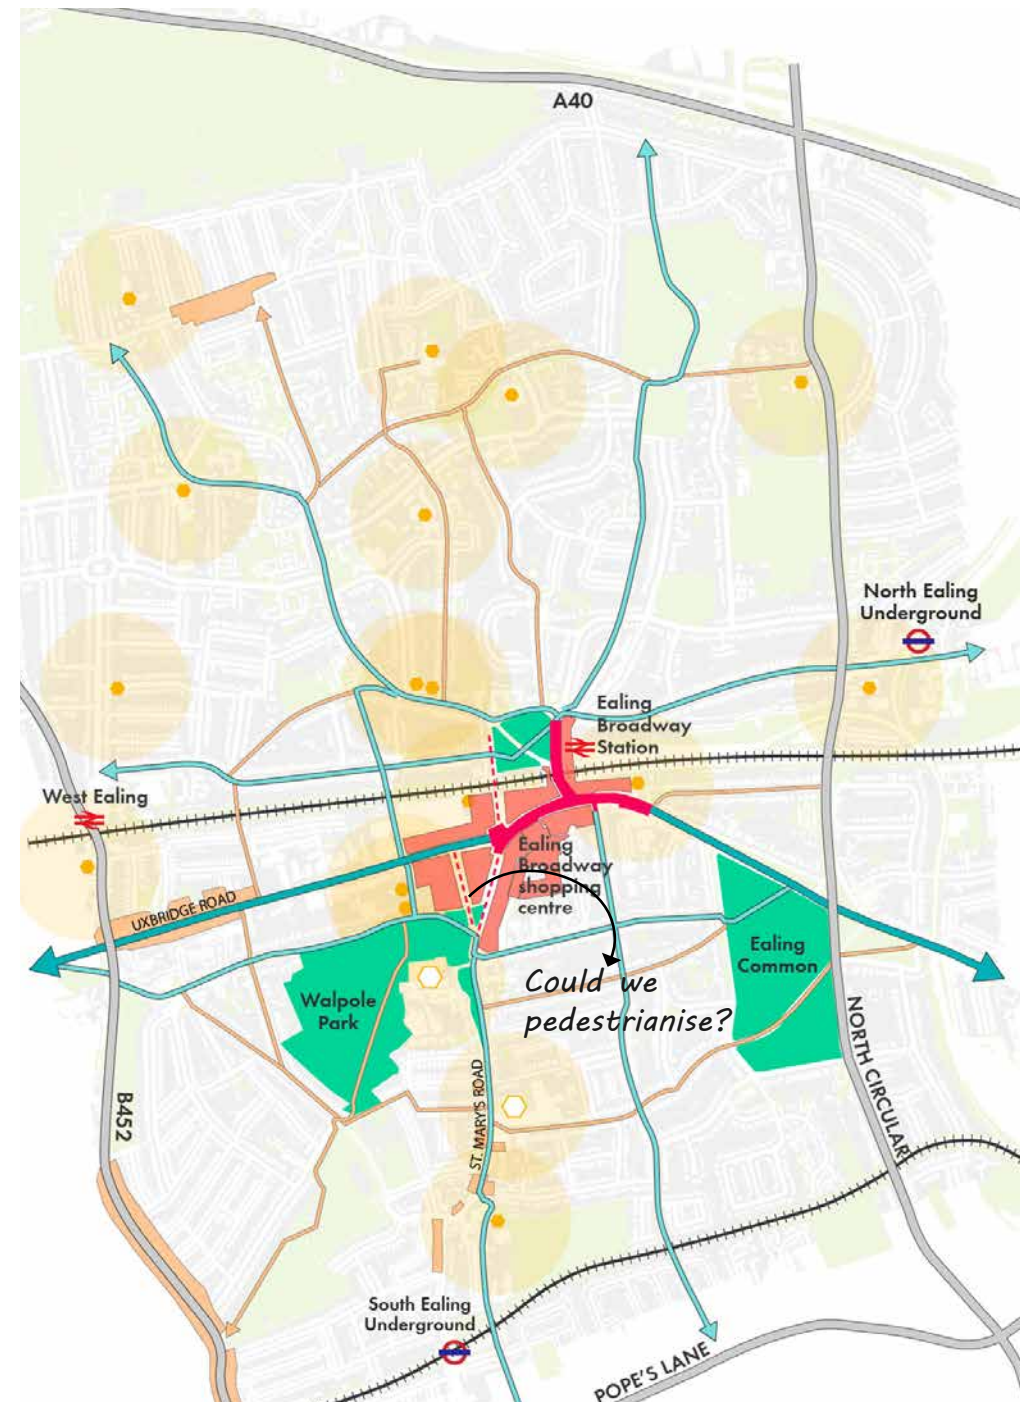 A40
North Ealing
Underground
Ealing
Broadway
Station
West Ealing
Ealing
Broadway
shopping
centre
UXBRIDGE ROAD
Ealing
Common
Walpole
Park
Could we
pedestrianise?
NORTH CIRCULAR
B452
ST. MARY'S ROAD
South Ealing
Underground
POPE'S LANE